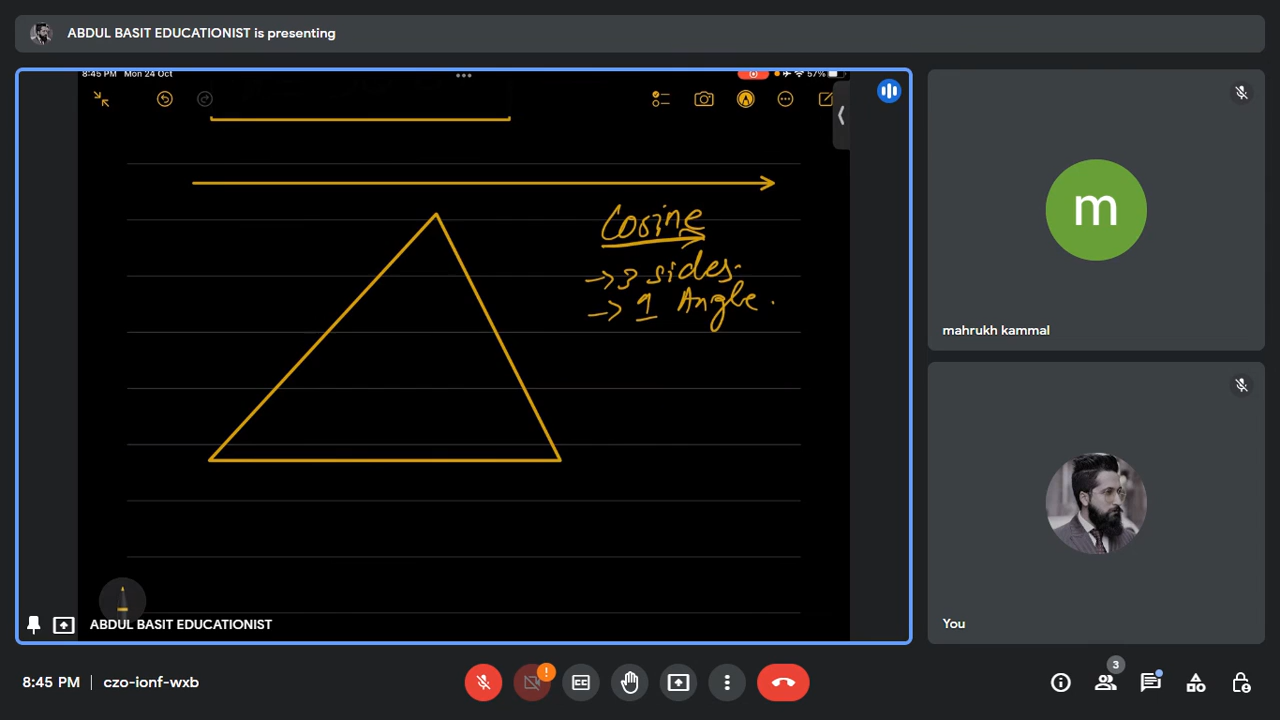 ABDUL BASIT EDUCATIONIST is presenting
8:45 PM Mon 24 Oct
57%
Cosine
→ 3 sides.
→ 1 Angle.
m
mahrukh kammal
You
ABDUL BASIT EDUCATIONIST
8:45 PM | czo-ionf-wxb
CC
3